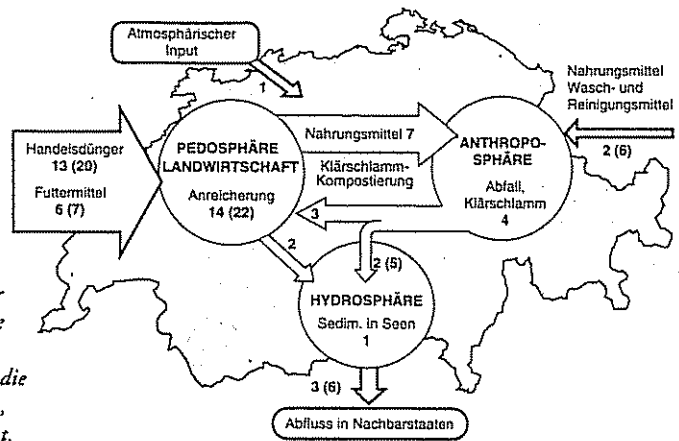 Atmosphärischer
Input
1
Nahrungsmittel
Wasch- und
Reinigungsmittel
2 (6)
Handelsdünger
13 (20)
Futtermittel
6 (7)
PEDOSPHÄRE
LANDWIRTSCHAFT
Anreicherung
14 (22)
Nahrungsmittel 7
Klärschlamm-
Kompostierung
3
ANTHROPO-
SPHÄRE
Abfall,
Klärschlamm
4
2
2 (5)
HYDROSPHÄRE
Sedim. in Seen
1
3 (6)
Abfluss in Nachbarstaaten
e
die
t.